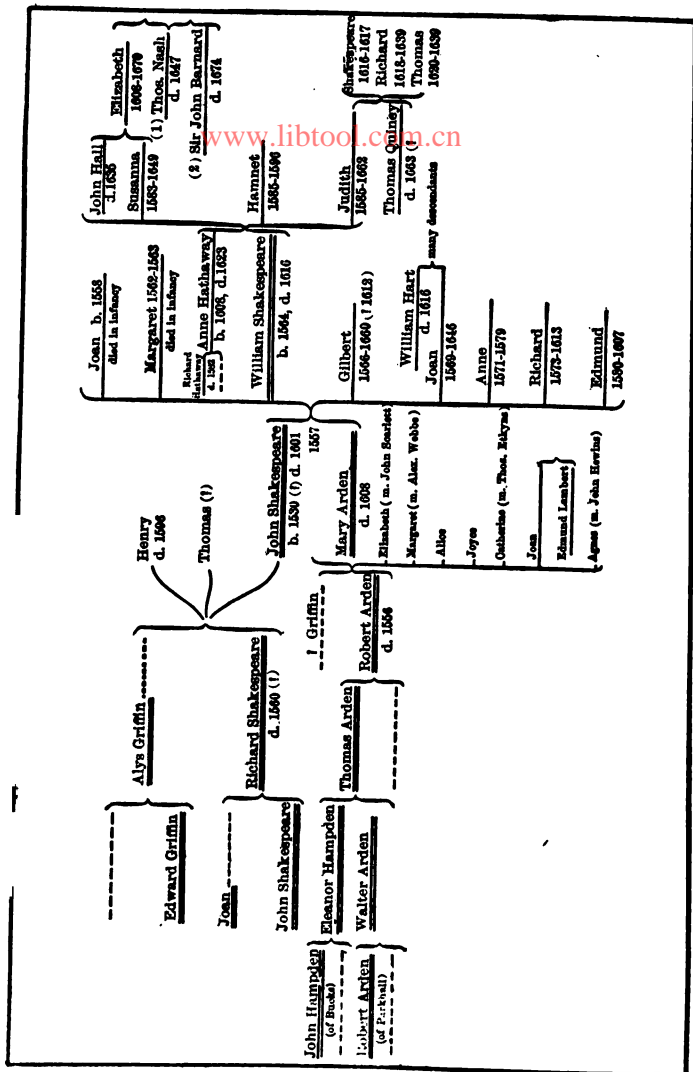 John Hampden
(of Bucks)
Robert Arden
(of Parkhall)
Edward Griffin
Joan
John Shakespeare
Eleanor Hampden
Walter Arden
Alys Griffin
Richard Shakespeare
d. 1560 (?)
Thomas Arden
? Griffin
Robert Arden
d. 1556
Henry
d. 1596
Thomas (?)
John Shakespeare
b. 1530 (?) d. 1601
1557
Mary Arden
d. 1608
Elizabeth (m. John Scarlett)
Margaret (m. Alex. Webbe)
Alice
Joyes
Catherine (m. Thos. Etkyns)
Joan
Edmund Lambert
Agnes (m. John Hewins)
Joan b. 1558
died in infancy
Margaret 1562-1563
died in infancy
Richard
Hathaway
Anne Hathaway
b. 1608, d.1623
William Shakespeare
b. 1564, d. 1616
Gilbert
1566-1660 (?1612)
William Hart
d. 1616
Joan
1569-1646
many descendants
Anne
1571-1579
Richard
1573-1613
Edmund
1580-1607
John Hall
d.1635
Susanna
1583-1649
Hamnet
1585-1596
Judith
1585-1662
Thomas Quiney
d. 1663 (?
Elizabeth
1608-1670
(1) Thos. Nash
d. 1647
(2) Sir John Barnard
d. 1674
Shakespeare
1616-1617
Richard
1618-1639
Thomas
1620-1639
www.libtool.com.cn